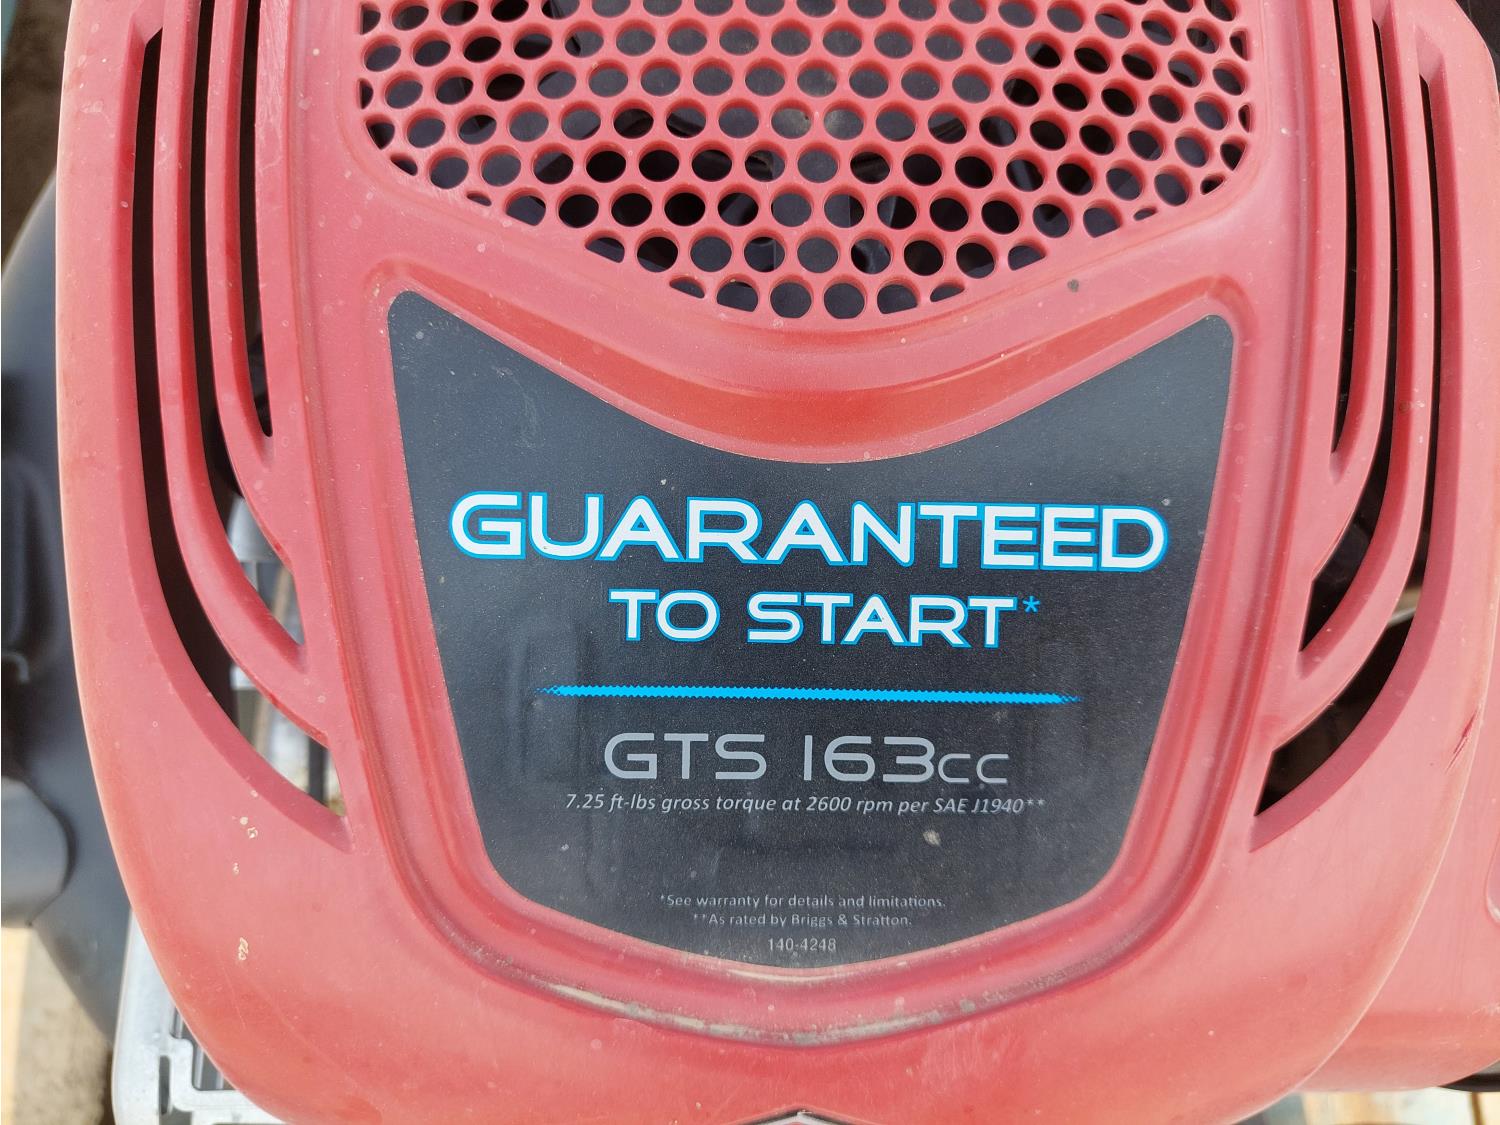 GUARANTEED
TO START*
GTS 163cc
7.25 ft-lbs gross torque at 2600 rpm per SAE J1940**
*See warranty for details and limitations.
**As rated by Briggs & Stratton.
140-4248